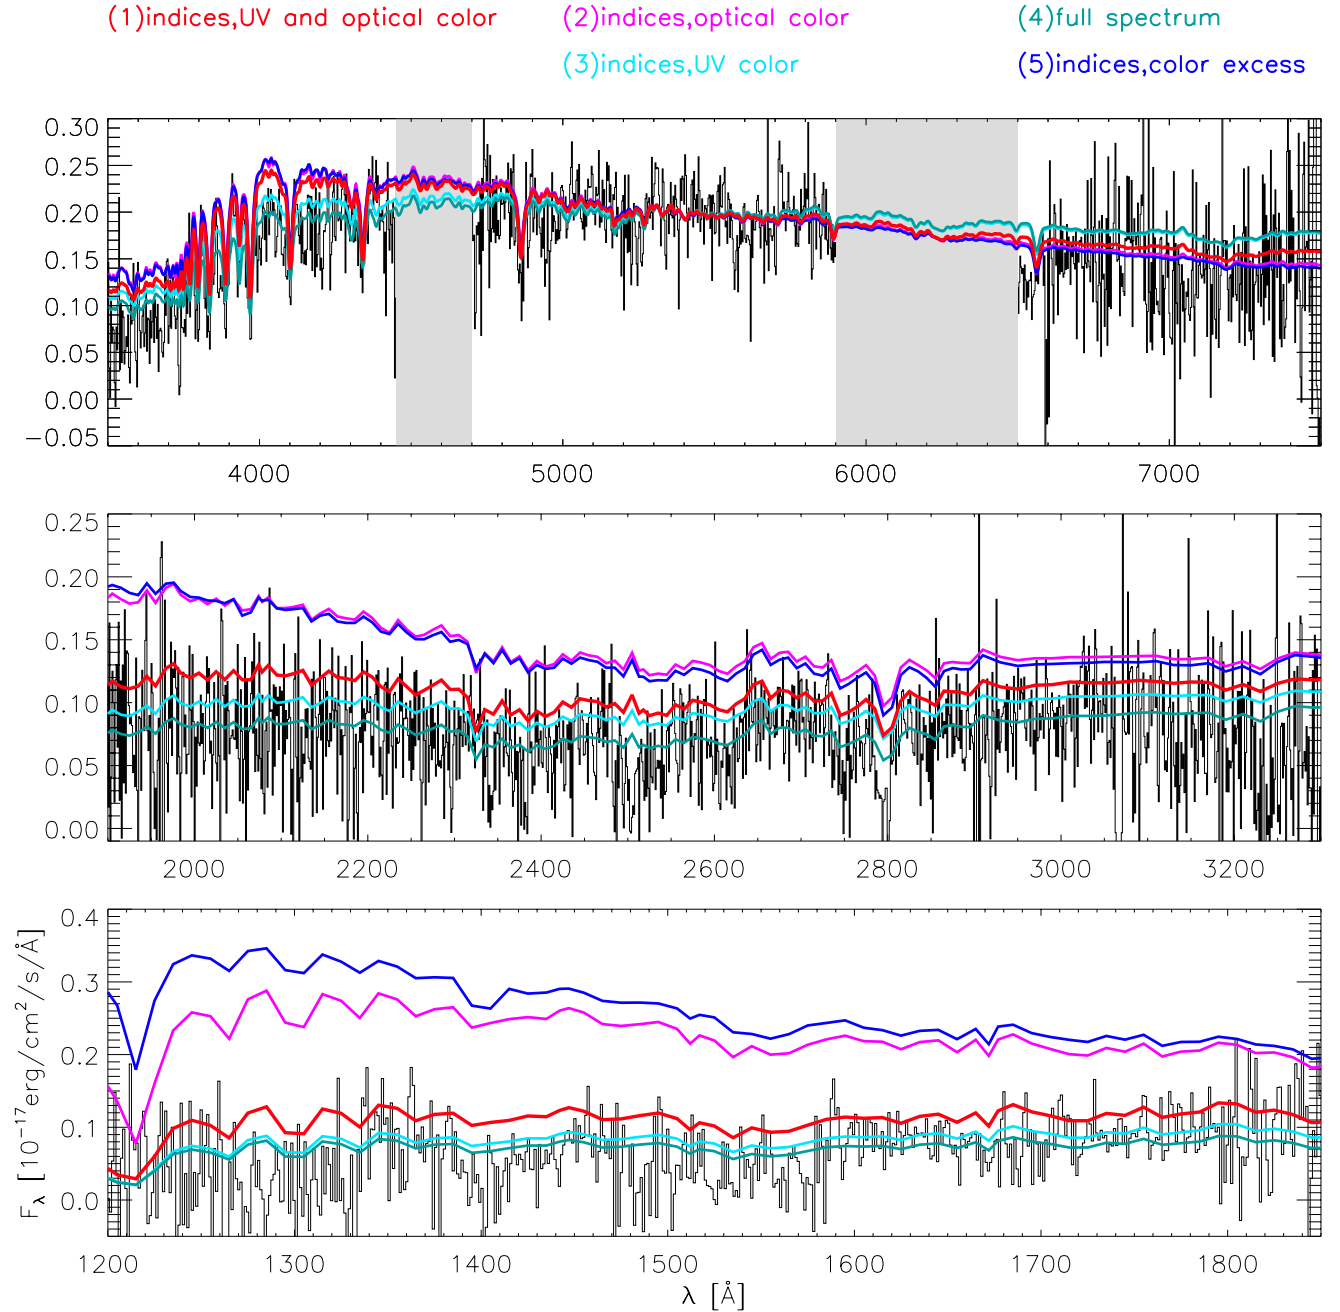 (1)indices,UV and optical color (2)indices,optical color (4)full spectrum
(3)indices,UV color (5)indices,color excess
0.30
0.25
0.20
0.15
0.10
0.05
0.00
−0.05
4000 5000 6000 7000
0.25
0.20
0.15
0.10
0.05
0.00
2000 2200 2400 2600 2800 3000 3200
0.4
0.3
0.2
0.1
0.0
F_λ [10⁻¹⁷erg/cm²/s/Å]
1200 1300 1400 1500 1600 1700 1800
λ [Å]